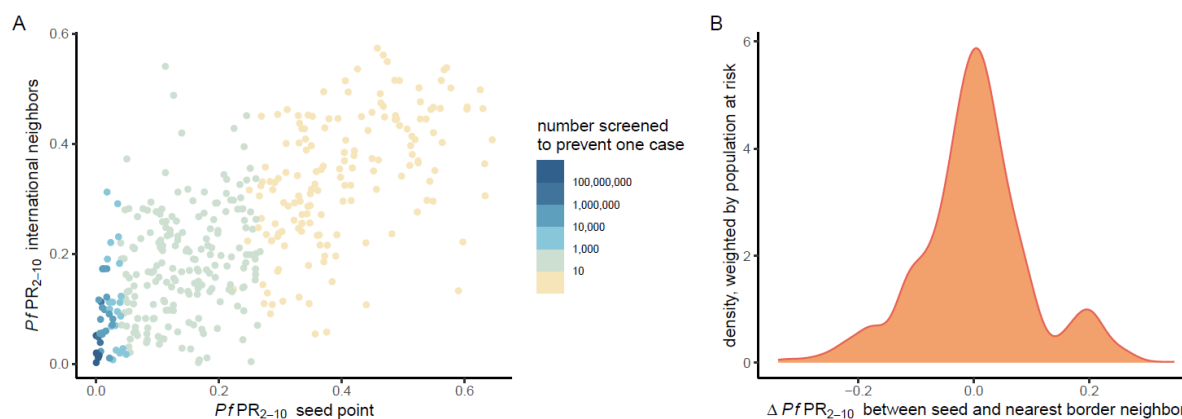 A
B
Pf PR2–10 international neighbors
0.6
0.4
0.2
0.0
0.0 0.2 0.4 0.6
Pf PR2–10 seed point
number screened
to prevent one case
100,000,000
1,000,000
10,000
1,000
10
density, weighted by population at risk
6
4
2
0
−0.2 0.0 0.2
Δ Pf PR2–10 between seed and nearest border neighbor